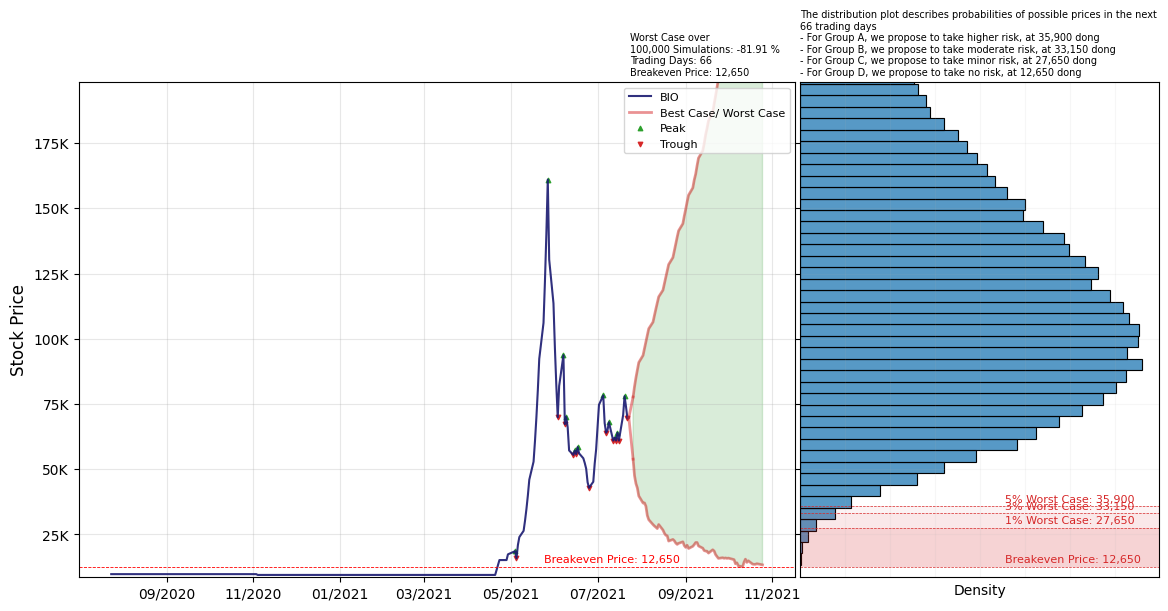 The distribution plot describes probabilities of possible prices in the next
66 trading days
- For Group A, we propose to take higher risk, at 35,900 dong
- For Group B, we propose to take moderate risk, at 33,150 dong
- For Group C, we propose to take minor risk, at 27,650 dong
- For Group D, we propose to take no risk, at 12,650 dong
Worst Case over
100,000 Simulations: -81.91 %
Trading Days: 66
Breakeven Price: 12,650
BIO
Best Case/ Worst Case
Peak
Trough
Stock Price
175K
150K
125K
100K
75K
50K
25K
Breakeven Price: 12,650
09/2020
11/2020
01/2021
03/2021
05/2021
07/2021
09/2021
11/2021
5% Worst Case: 35,900
3% Worst Case: 33,150
1% Worst Case: 27,650
Breakeven Price: 12,650
Density